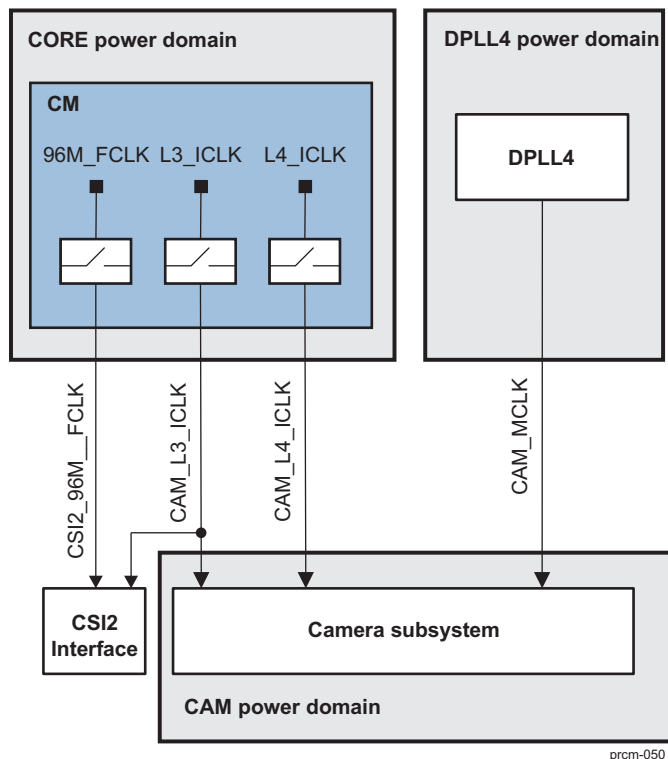 CORE power domain
DPLL4 power domain
CM
96M_FCLK L3_ICLK L4_ICLK
DPLL4
CSI2_96M__FCLK
CAM_L3_ICLK
CAM_L4_ICLK
CAM_MCLK
CSI2
Interface
Camera subsystem
CAM power domain
prcm-050